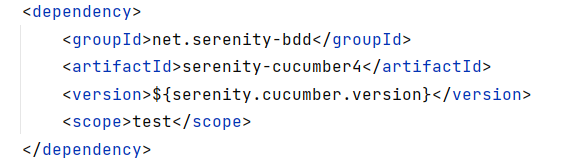 <dependency>
<groupId>net.serenity-bdd</groupId>
<artifactId>serenity-cucumber4</artifactId>
<version>${serenity.cucumber.version}</version>
<scope>test</scope>
</dependency>